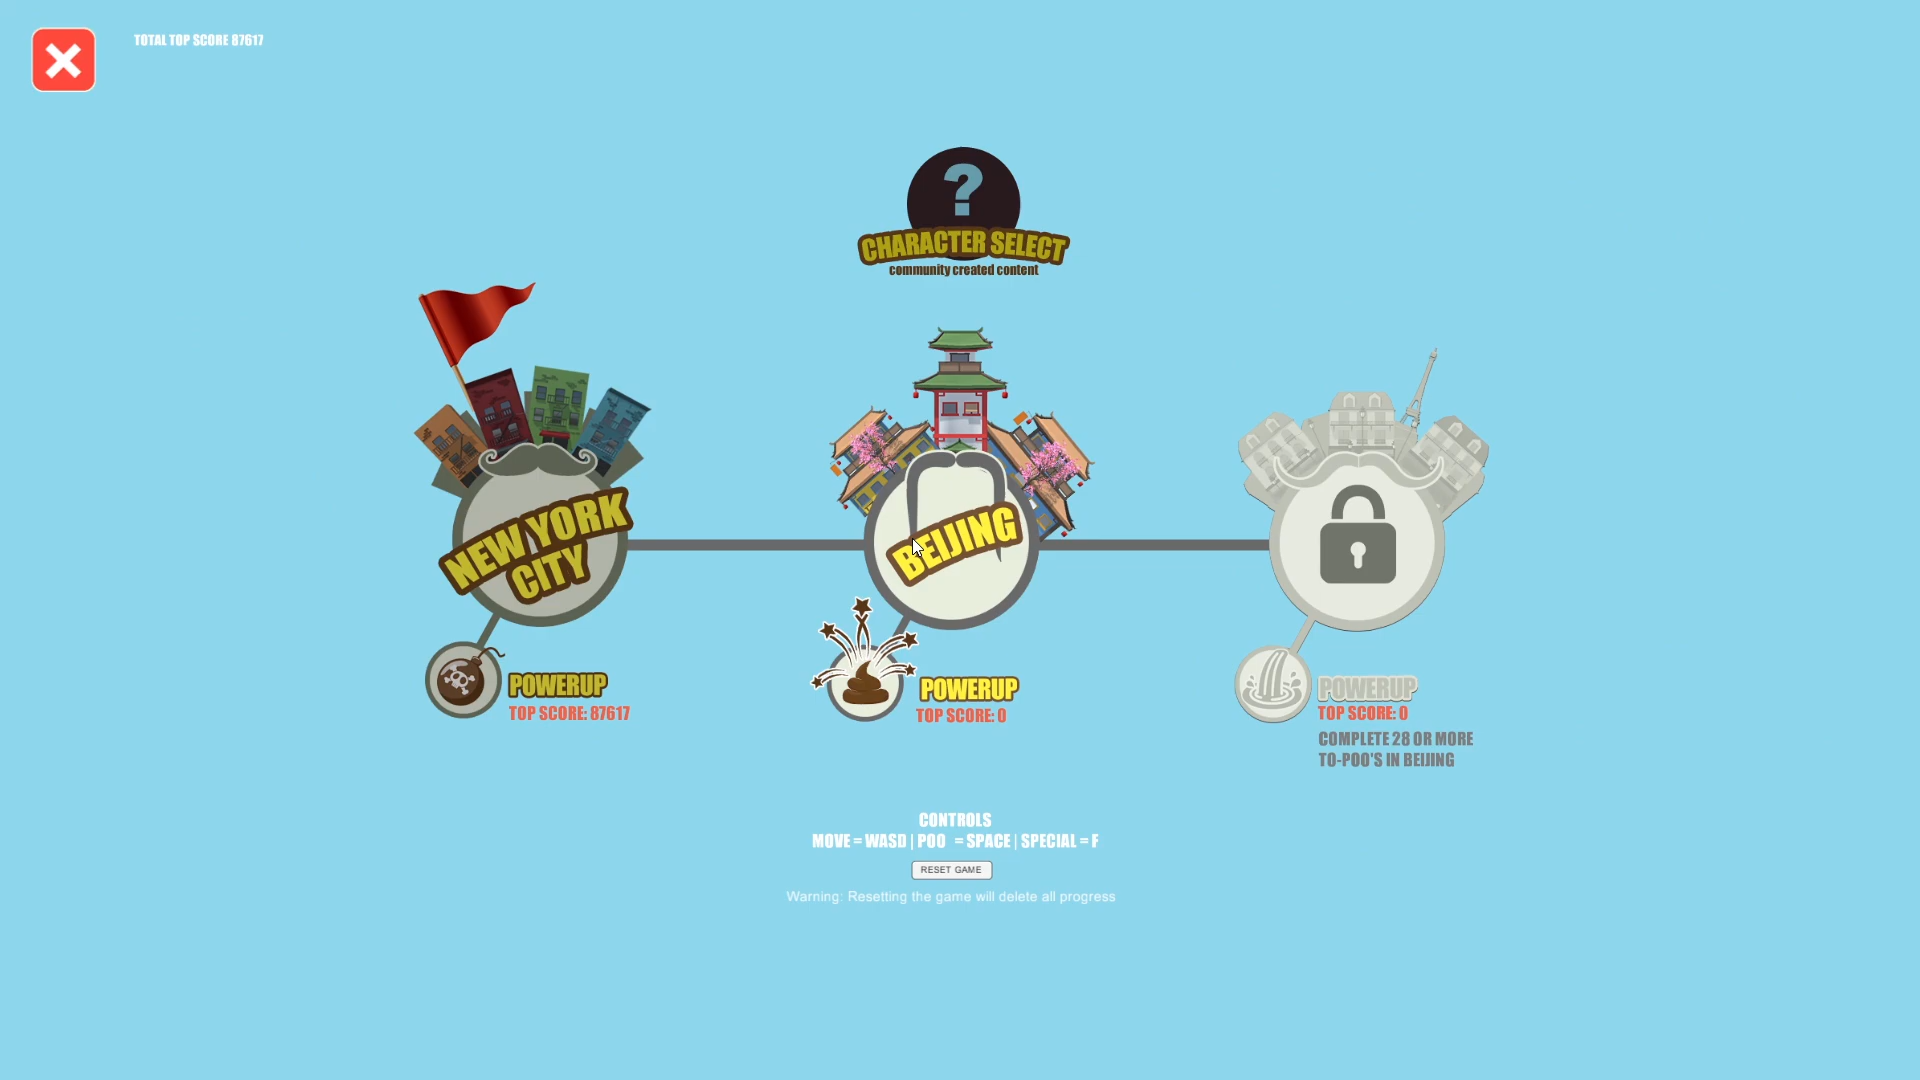 TOTAL TOP SCORE 87617
?
CHARACTER SELECT
community created content
NEW YORK
CITY
BEIJING
POWERUP
TOP SCORE: 87617
POWERUP
TOP SCORE: 0
POWERUP
TOP SCORE: 0
COMPLETE 28 OR MORE
TO-POO'S IN BEIJING
CONTROLS
MOVE = WASD | POO = SPACE | SPECIAL = F
RESET GAME
Warning: Resetting the game will delete all progress